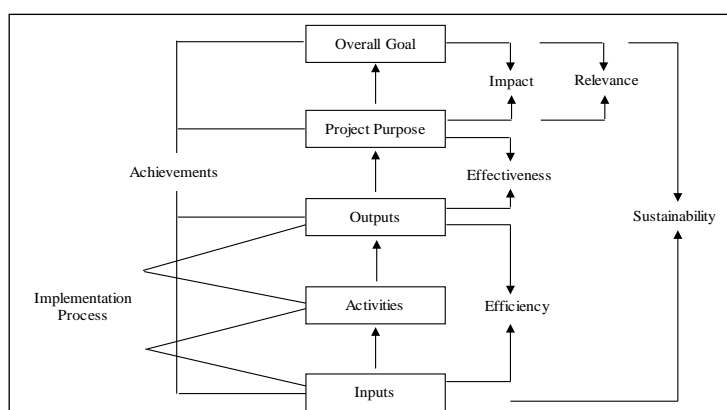 Overall Goal
Impact
Relevance
Project Purpose
Achievements
Effectiveness
Outputs
Sustainability
Implementation
Process
Activities
Efficiency
Inputs